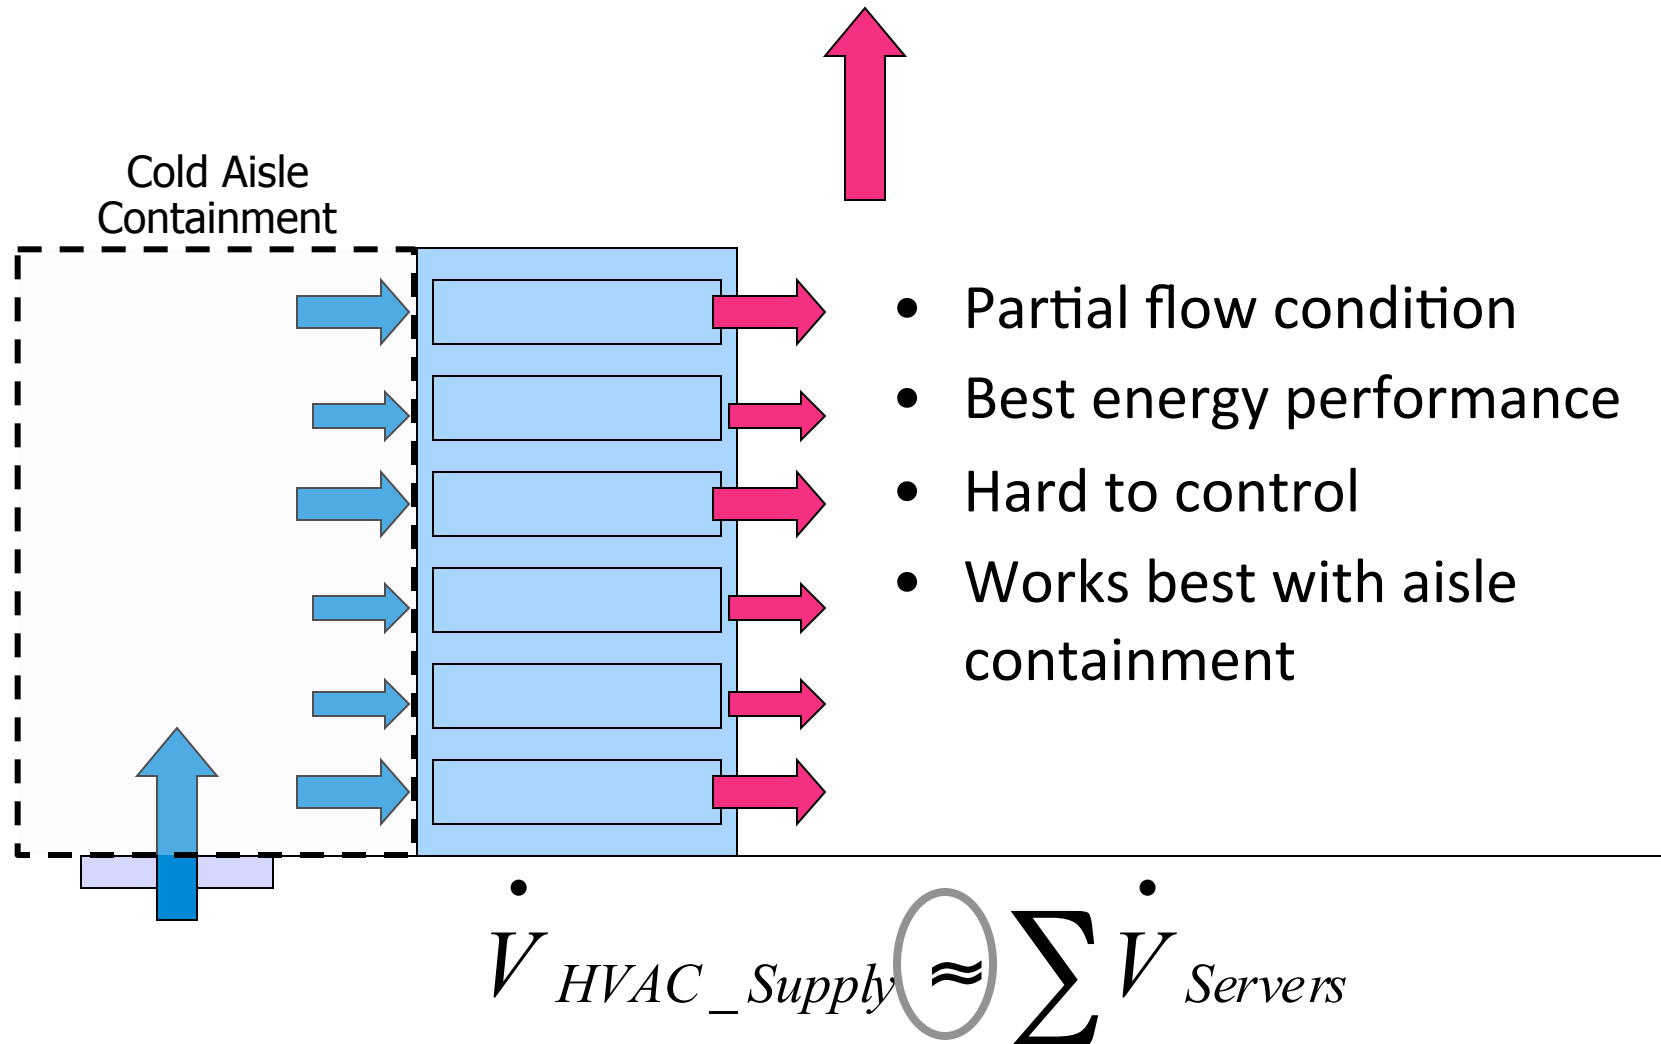 Cold Aisle
Containment
• Partial flow condition
• Best energy performance
• Hard to control
• Works best with aisle
containment
V̇ HVAC_Supply ≈ ∑ V̇ Servers